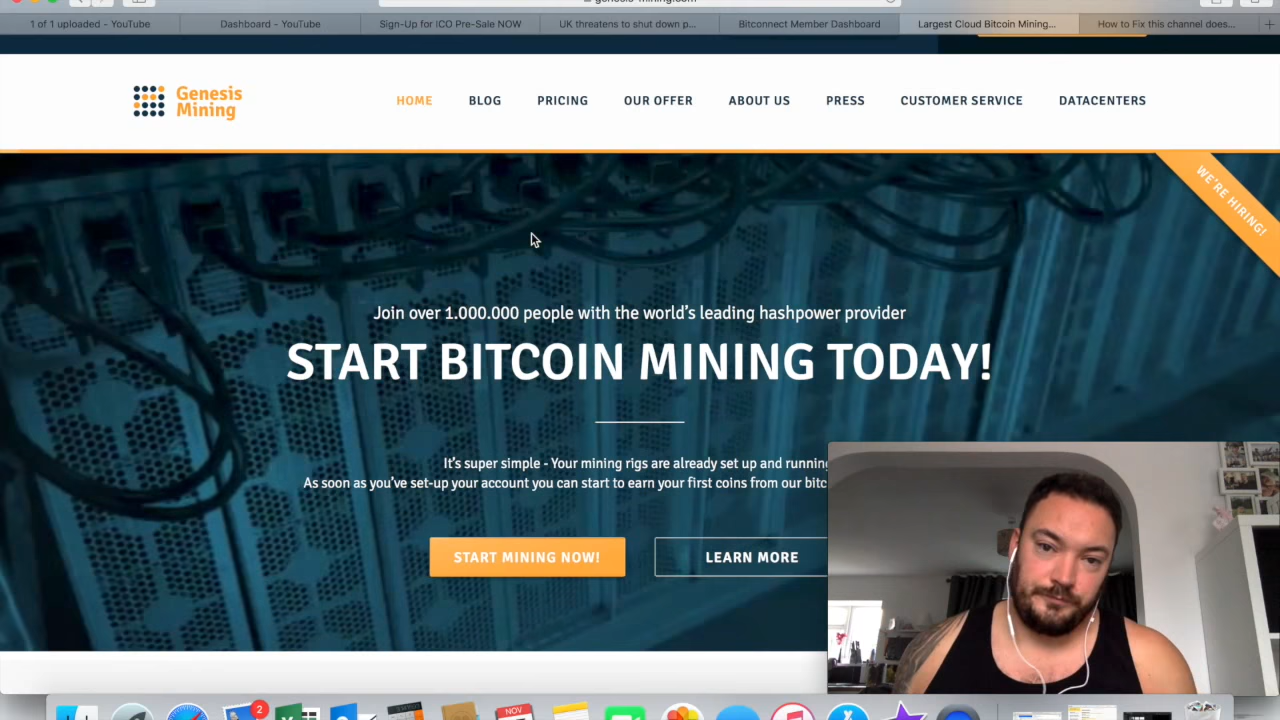 genesis-mining.com
1 of 1 uploaded - YouTube
Dashboard - YouTube
Sign-Up for ICO Pre-Sale NOW
UK threatens to shut down p...
Bitconnect Member Dashboard
Largest Cloud Bitcoin Mining...
How to Fix this channel does...
Genesis
Mining
HOME
BLOG
PRICING
OUR OFFER
ABOUT US
PRESS
CUSTOMER SERVICE
DATACENTERS
WE'RE HIRING!
Join over 1.000.000 people with the world's leading hashpower provider
START BITCOIN MINING TODAY!
It's super simple - Your mining rigs are already set up and running
As soon as you've set-up your account you can start to earn your first coins from our bitc
START MINING NOW!
LEARN MORE
2
NOV